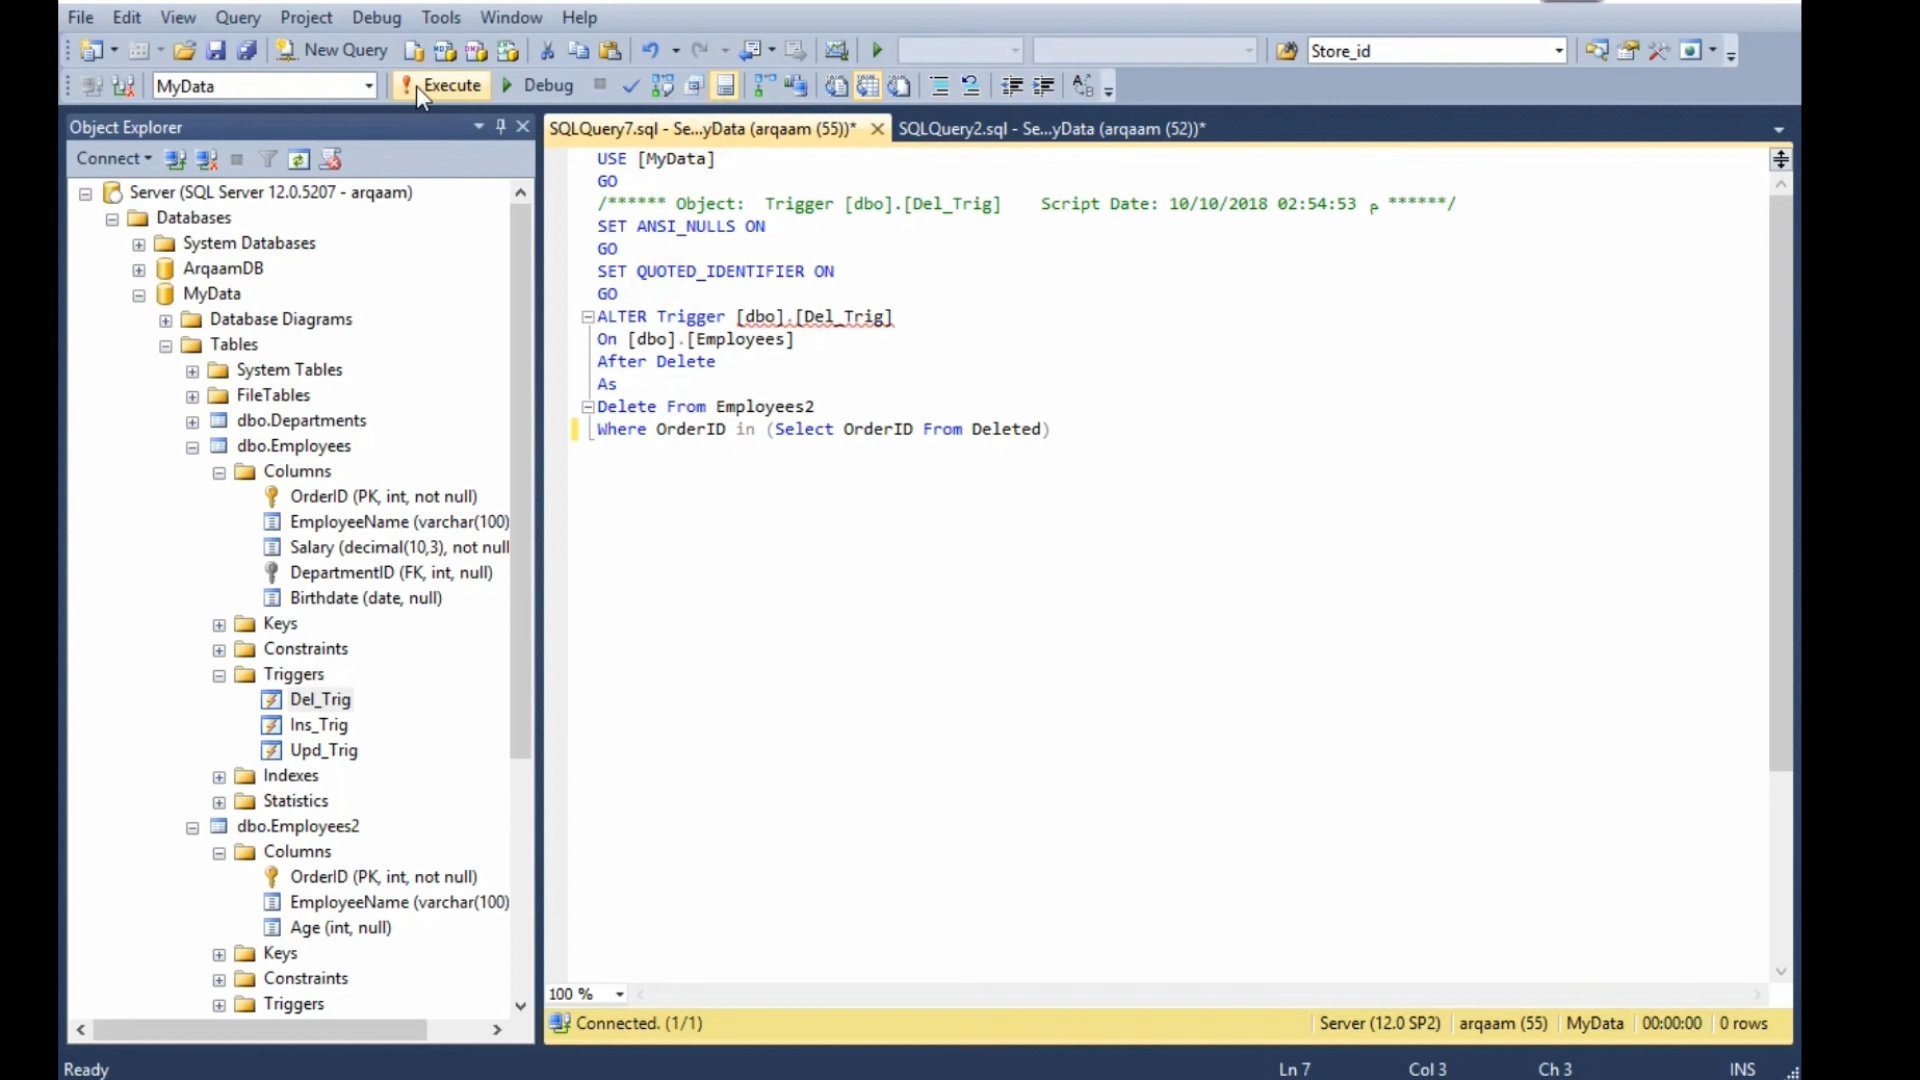 File Edit View Query Project Debug Tools Window Help
New Query Store_id
MyData Execute Debug
Object Explorer
Connect
Server (SQL Server 12.0.5207 - arqaam)
Databases
System Databases
ArqaamDB
MyData
Database Diagrams
Tables
System Tables
FileTables
dbo.Departments
dbo.Employees
Columns
OrderID (PK, int, not null)
EmployeeName (varchar(100)
Salary (decimal(10,3), not null
DepartmentID (FK, int, null)
Birthdate (date, null)
Keys
Constraints
Triggers
Del_Trig
Ins_Trig
Upd_Trig
Indexes
Statistics
dbo.Employees2
Columns
OrderID (PK, int, not null)
EmployeeName (varchar(100)
Age (int, null)
Keys
Constraints
Triggers
SQLQuery7.sql - Se...yData (arqaam (55))* SQLQuery2.sql - Se...yData (arqaam (52))*
USE [MyData]
GO
/****** Object:  Trigger [dbo].[Del_Trig]    Script Date: 10/10/2018 02:54:53 م ******/
SET ANSI_NULLS ON
GO
SET QUOTED_IDENTIFIER ON
GO
ALTER Trigger [dbo].[Del_Trig]
On [dbo].[Employees]
After Delete
As
Delete From Employees2
Where OrderID in (Select OrderID From Deleted)
100 %
Connected. (1/1) Server (12.0 SP2) arqaam (55) MyData 00:00:00 0 rows
Ready Ln 7 Col 3 Ch 3 INS